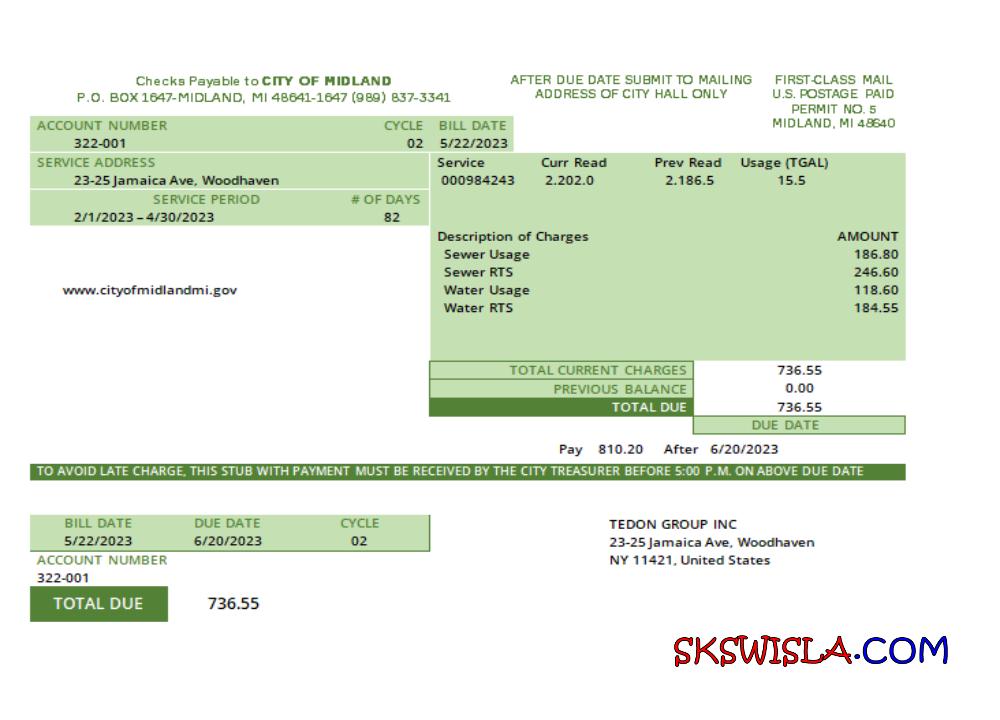 Checks Payable to CITY OF MIDLAND
P.O. BOX 1647-MIDLAND, MI 48641-1647 (989) 837-3341
AFTER DUE DATE SUBMIT TO MAILING
ADDRESS OF CITY HALL ONLY
FIRST-CLASS MAIL
U.S. POSTAGE PAID
PERMIT NO. 5
MIDLAND, MI 48640
ACCOUNT NUMBER CYCLE BILL DATE
322-001 02 5/22/2023
SERVICE ADDRESS
23-25 Jamaica Ave, Woodhaven
SERVICE PERIOD # OF DAYS
2/1/2023 – 4/30/2023 82
Service Curr Read Prev Read Usage (TGAL)
000984243 2.202.0 2.186.5 15.5
Description of Charges AMOUNT
Sewer Usage 186.80
Sewer RTS 246.60
Water Usage 118.60
Water RTS 184.55
www.cityofmidlandmi.gov
TOTAL CURRENT CHARGES 736.55
PREVIOUS BALANCE 0.00
TOTAL DUE 736.55
DUE DATE
Pay 810.20 After 6/20/2023
TO AVOID LATE CHARGE, THIS STUB WITH PAYMENT MUST BE RECEIVED BY THE CITY TREASURER BEFORE 5:00 P.M. ON ABOVE DUE DATE
BILL DATE DUE DATE CYCLE
5/22/2023 6/20/2023 02
ACCOUNT NUMBER
322-001
TOTAL DUE 736.55
TEDON GROUP INC
23-25 Jamaica Ave, Woodhaven
NY 11421, United States
SKSWISLA.COM